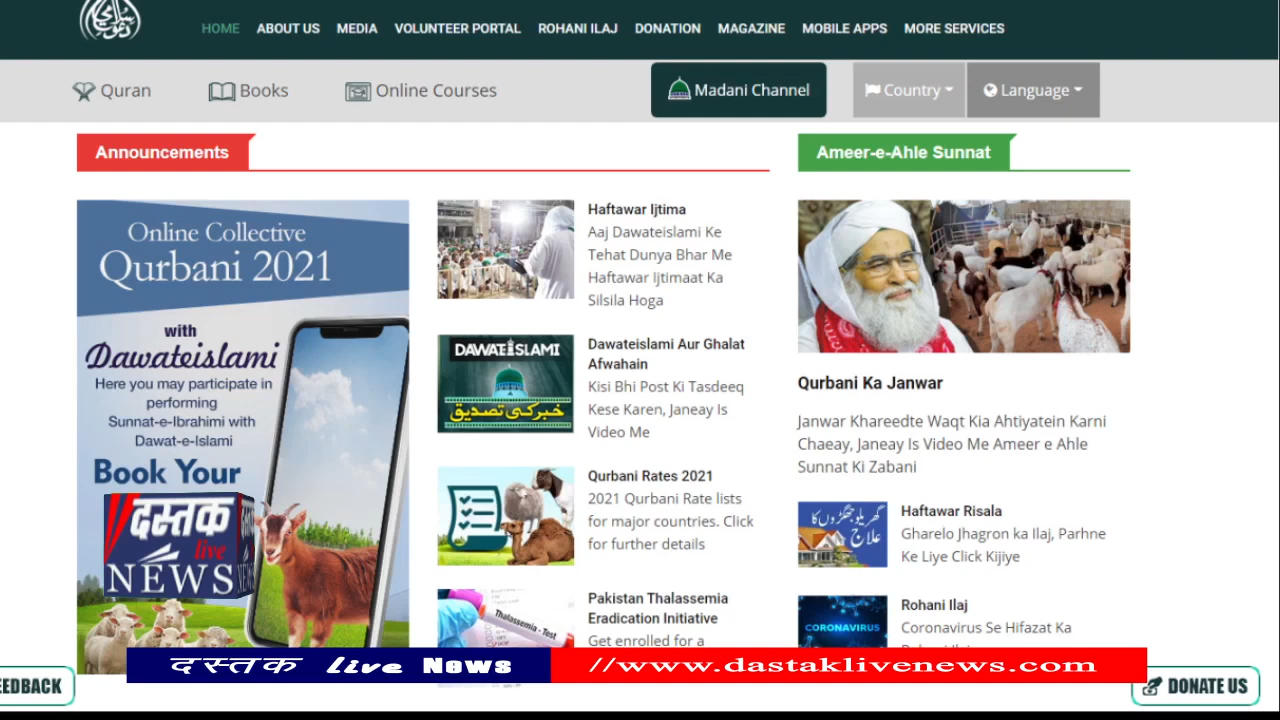 HOME ABOUT US MEDIA VOLUNTEER PORTAL ROHANI ILAJ DONATION MAGAZINE MOBILE APPS MORE SERVICES
Quran Books Online Courses Madani Channel Country Language
Announcements
Online Collective
Qurbani 2021
with
Dawateislami
Here you may participate in
performing
Sunnat-e-Ibrahimi with
Dawat-e-Islami
Book Your
दस्तक
live
NEWS
Haftawar Ijtima
Aaj Dawateislami Ke
Tehat Dunya Bhar Me
Haftawar Ijtimaat Ka
Silsila Hoga
DAWATEISLAMI
خبر کی تصدیق
Dawateislami Aur Ghalat
Afwahain
Kisi Bhi Post Ki Tasdeeq
Kese Karen, Janeay Is
Video Me
Qurbani Rates 2021
2021 Qurbani Rate lists
for major countries. Click
for further details
Thalassemia - Test
Pakistan Thalassemia
Eradication Initiative
Get enrolled for a
Ameer-e-Ahle Sunnat
Qurbani Ka Janwar
Janwar Khareedte Waqt Kia Ahtiyatein Karni
Chaeay, Janeay Is Video Me Ameer e Ahle
Sunnat Ki Zabani
گھریلو جھگڑوں کا
علاج
Haftawar Risala
Gharelo Jhagron ka Ilaj, Parhne
Ke Liye Click Kijiye
CORONAVIRUS
Rohani Ilaj
Coronavirus Se Hifazat Ka
दस्तक live News //www.dastaklivenews.com
EEDBACK
DONATE US